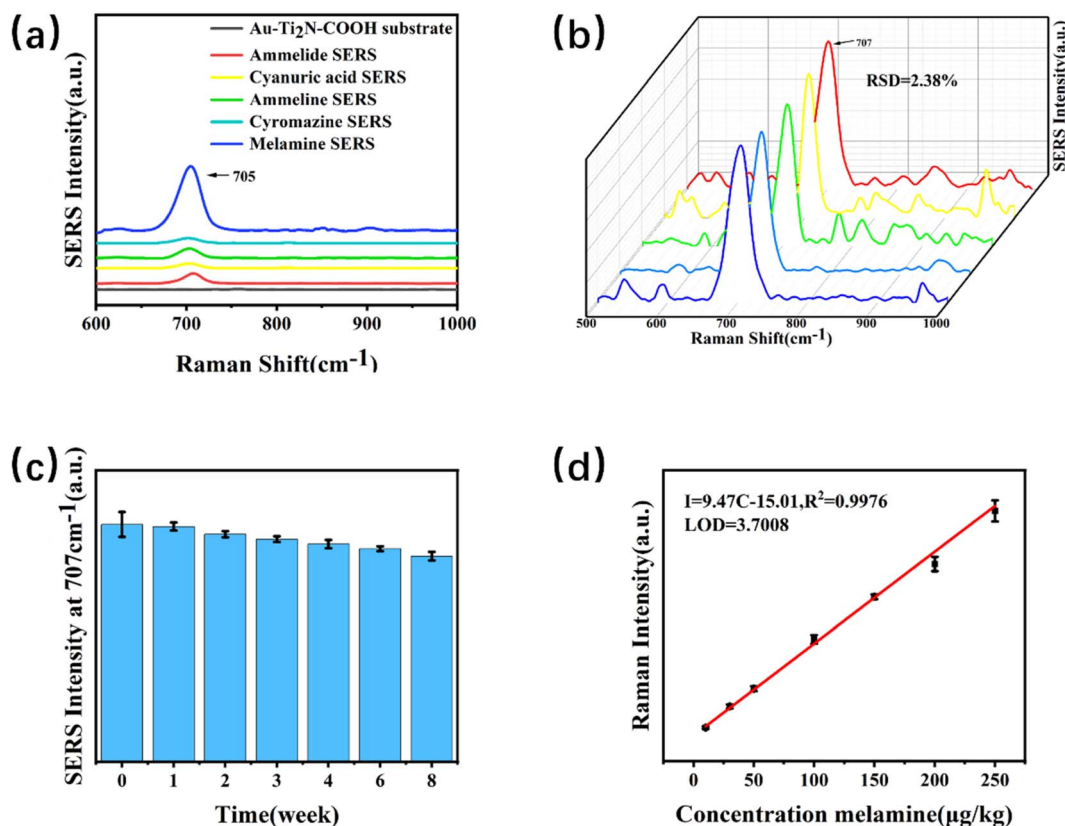 (a)
Au-Ti2N-COOH substrate
Ammelide SERS
Cyanuric acid SERS
Ammeline SERS
Cyromazine SERS
Melamine SERS
705
SERS Intensity(a.u.)
600 700 800 900 1000
Raman Shift(cm-1)
(b)
707
RSD=2.38%
SERS Intensity(a.u.)
500 600 700 800 900 1000
Raman Shift(cm-1)
(c)
SERS Intensity at 707cm-1(a.u.)
0 1 2 3 4 6 8
Time(week)
(d)
I=9.47C-15.01,R2=0.9976
LOD=3.7008
Raman Intensity(a.u.)
0 50 100 150 200 250
Concentration melamine(μg/kg)